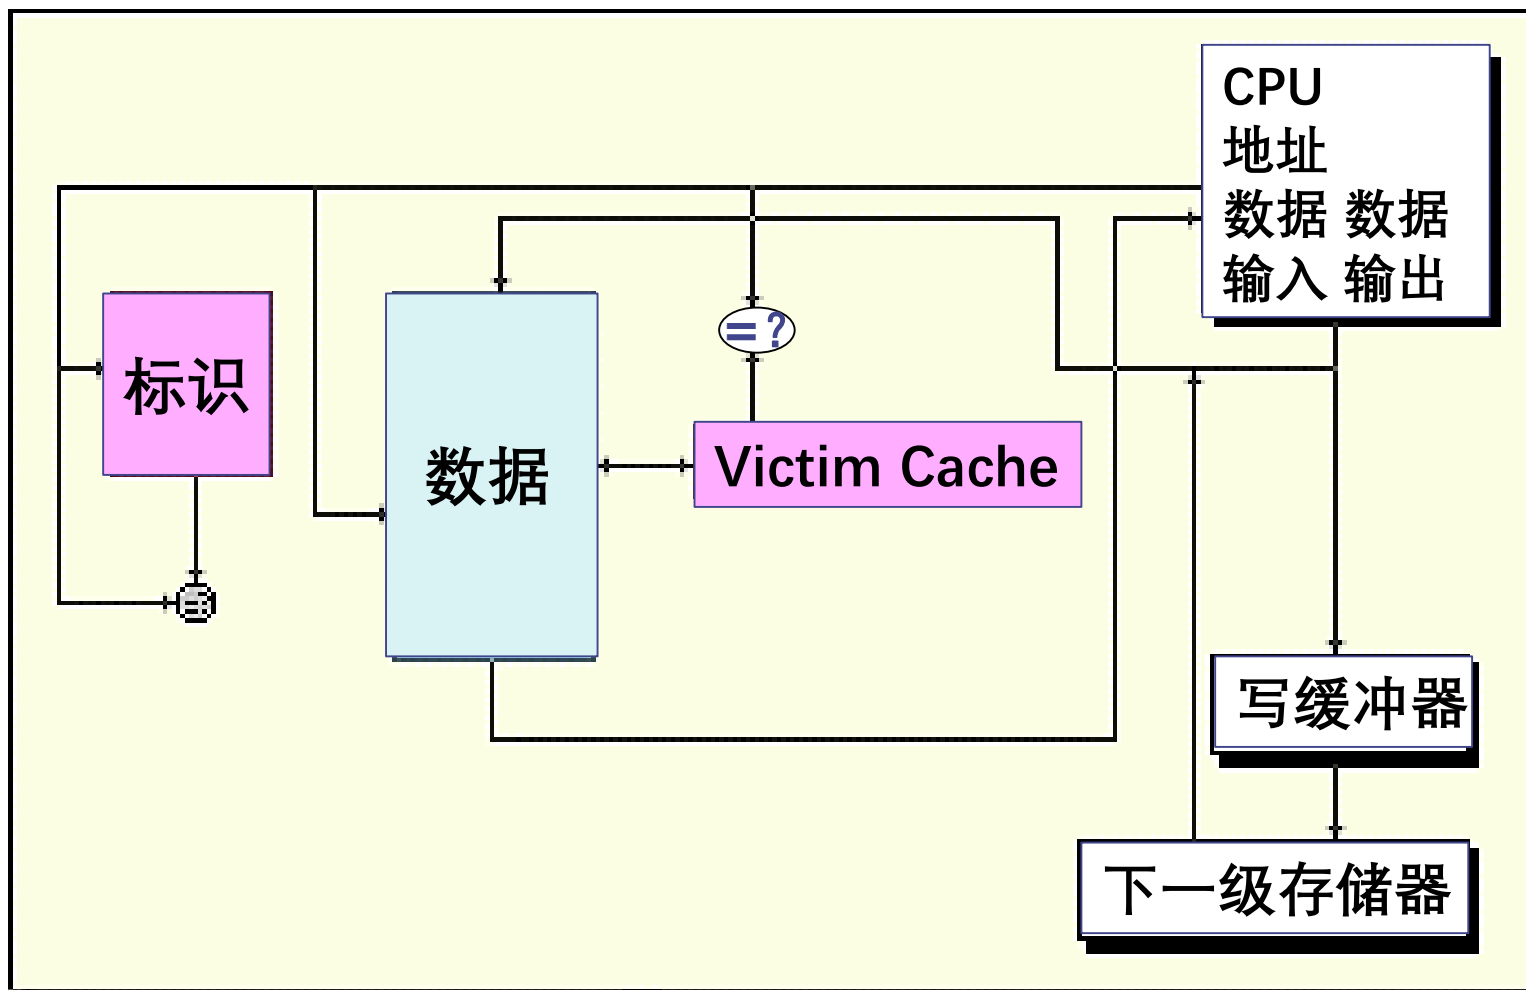 CPU
地址
数据 数据
输入 输出
=?
标识
数据
Victim Cache
写缓冲器
下一级存储器